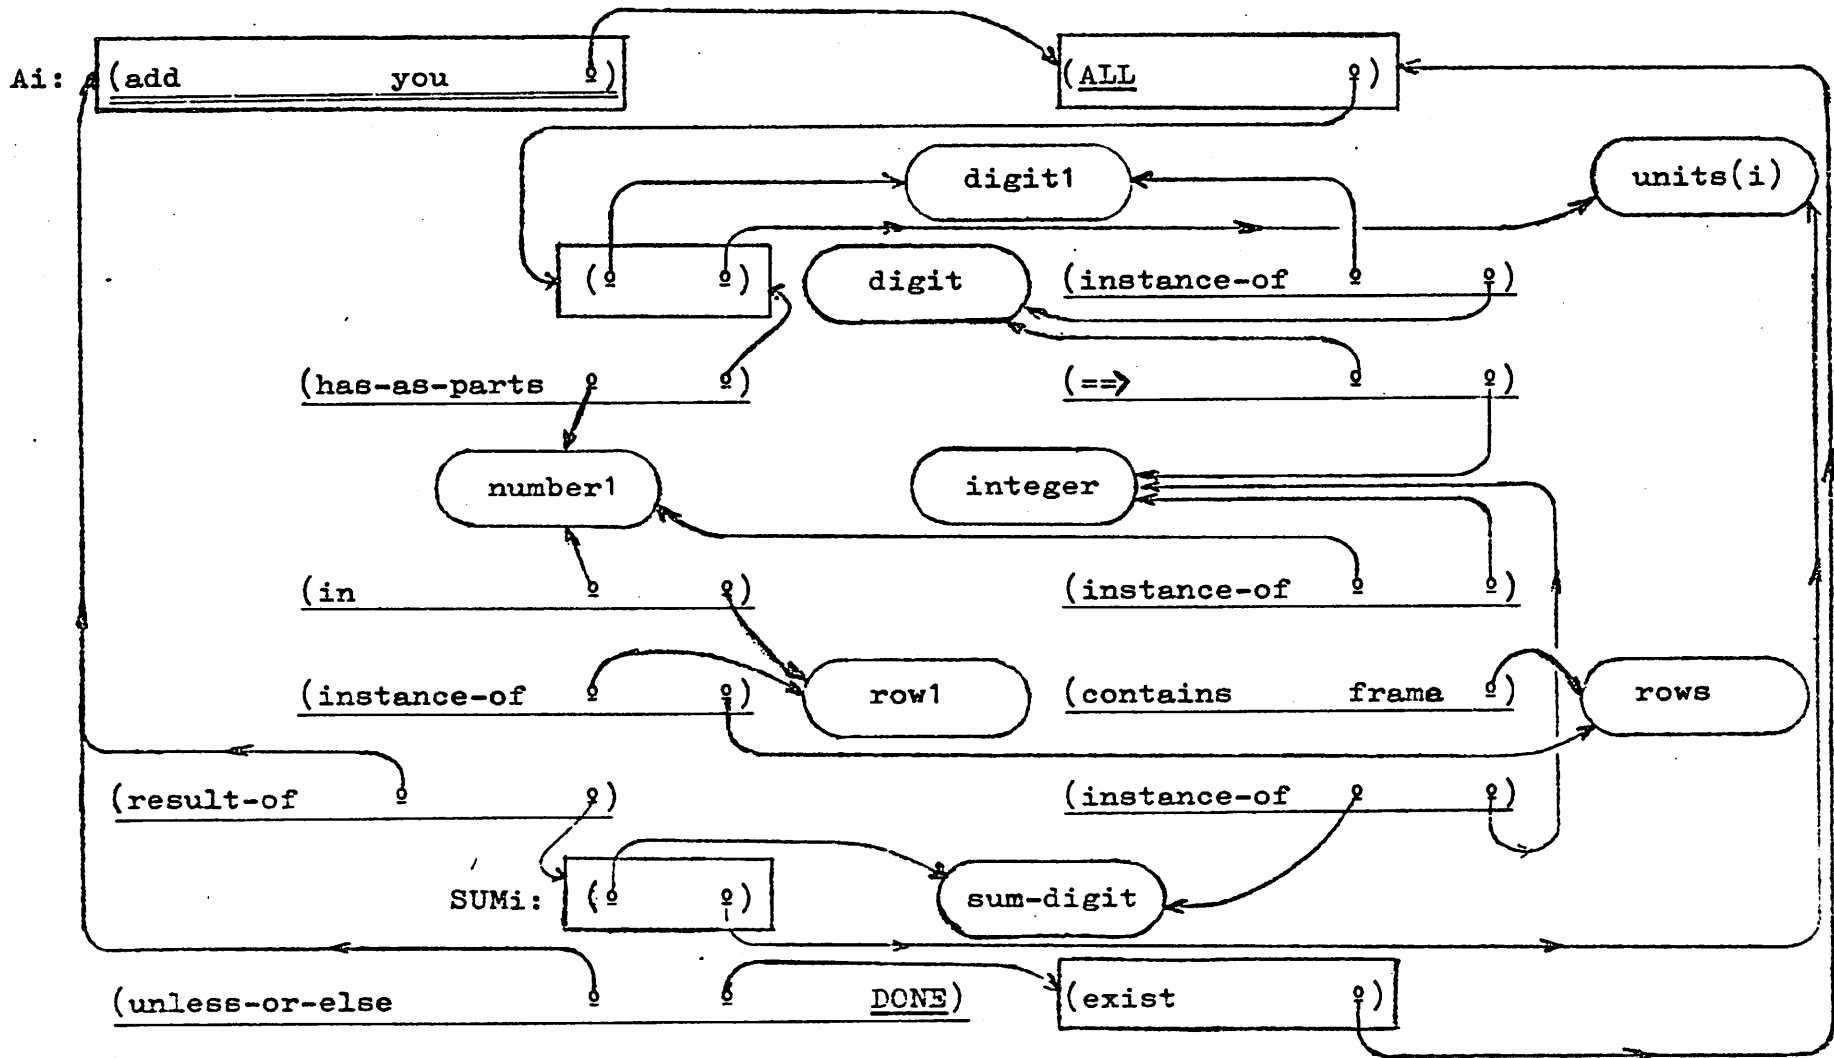 Ai: (add you o) (ALL o)
digit1 units(i)
(o o) digit (instance-of o o)
(has-as-parts o o) (==> o o)
number1 integer
(in o o) (instance-of o o)
(instance-of o o) row1 (contains frame o) rows
(result-of o o) (instance-of o o)
SUMi: (o o) sum-digit
(unless-or-else o o DONE) (exist o)